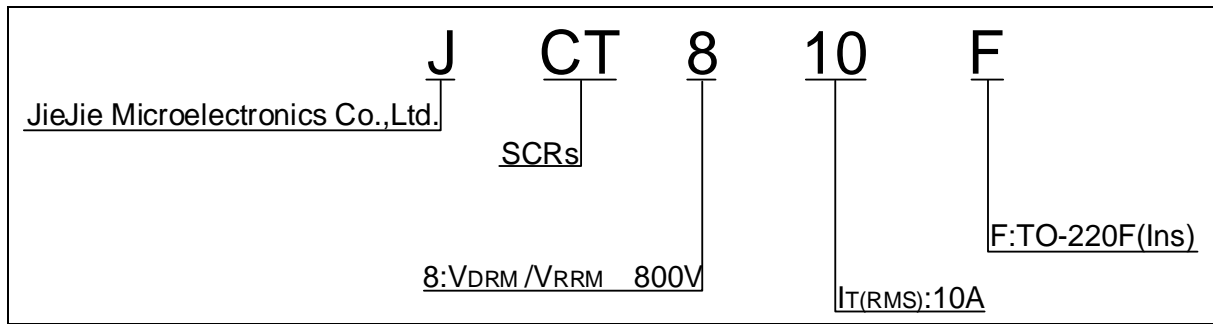 J CT 8 10 F
JieJie Microelectronics Co.,Ltd.
SCRs
F:TO-220F(Ins)
8:VDRM /VRRM 800V
IT(RMS):10A